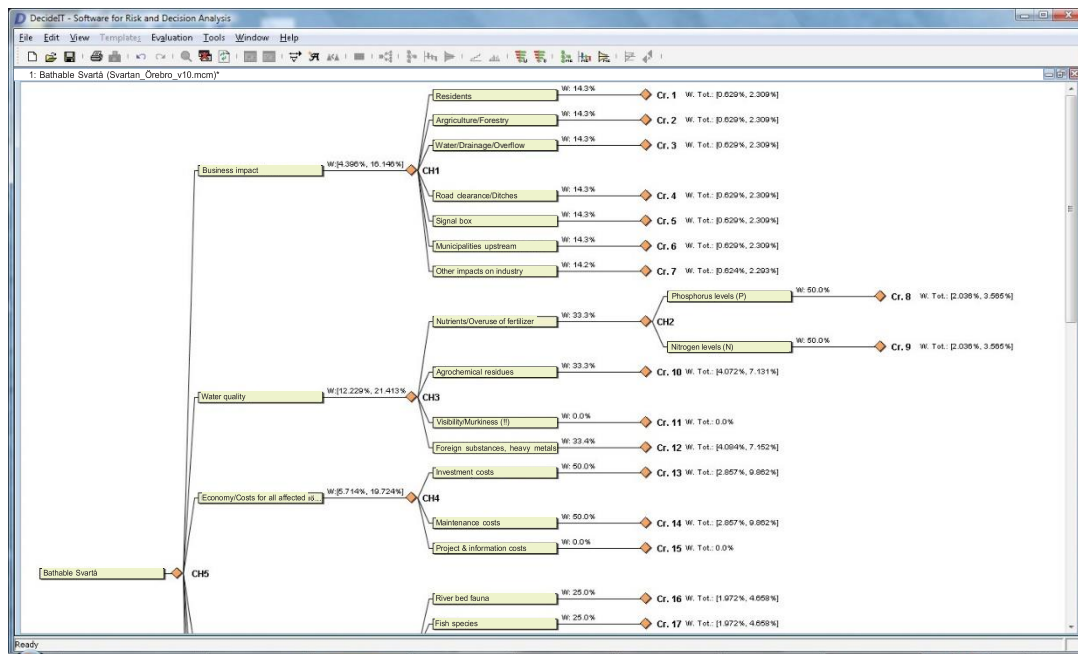 DecideIT - Software for Risk and Decision Analysis
File Edit View Templates Evaluation Tools Window Help
1: Bathable Svartå (Svartan_Örebro_v10.mcm)*
Residents W: 14.3% Cr. 1 W. Tot.: [0.629%, 2.309%]
Argriculture/Forestry W: 14.3% Cr. 2 W. Tot.: [0.629%, 2.309%]
Water/Drainage/Overflow W: 14.3% Cr. 3 W. Tot.: [0.629%, 2.309%]
Business impact W:[4.396%, 16.146%] CH1
Road clearance/Ditches W: 14.3% Cr. 4 W. Tot.: [0.629%, 2.309%]
Signal box W: 14.3% Cr. 5 W. Tot.: [0.629%, 2.309%]
Municipalities upstream W: 14.3% Cr. 6 W. Tot.: [0.629%, 2.309%]
Other impacts on industry W: 14.2% Cr. 7 W. Tot.: [0.624%, 2.293%]
Phosphorus levels (P) W: 50.0% Cr. 8 W. Tot.: [2.036%, 3.565%]
Nutrients/Overuse of fertilizer W: 33.3% CH2
Nitrogen levels (N) W: 50.0% Cr. 9 W. Tot.: [2.036%, 3.565%]
Agrochemical residues W: 33.3% Cr. 10 W. Tot.: [4.072%, 7.131%]
Water quality W:[12.229%, 21.413% CH3
Visibility/Murkiness (!!) W: 0.0% Cr. 11 W. Tot.: 0.0%
Foreign substances, heavy metals W: 33.4% Cr. 12 W. Tot.: [4.084%, 7.152%]
Investment costs W: 50.0% Cr. 13 W. Tot.: [2.857%, 9.862%]
Economy/Costs for all affected W:[5.714%, 19.724%] CH4
Maintenance costs W: 50.0% Cr. 14 W. Tot.: [2.857%, 9.862%]
Project & information costs W: 0.0% Cr. 15 W. Tot.: 0.0%
Bathable Svartå CH5
River bed fauna W: 25.0% Cr. 16 W. Tot.: [1.972%, 4.658%]
Fish species W: 25.0% Cr. 17 W. Tot.: [1.972%, 4.658%]
Ready